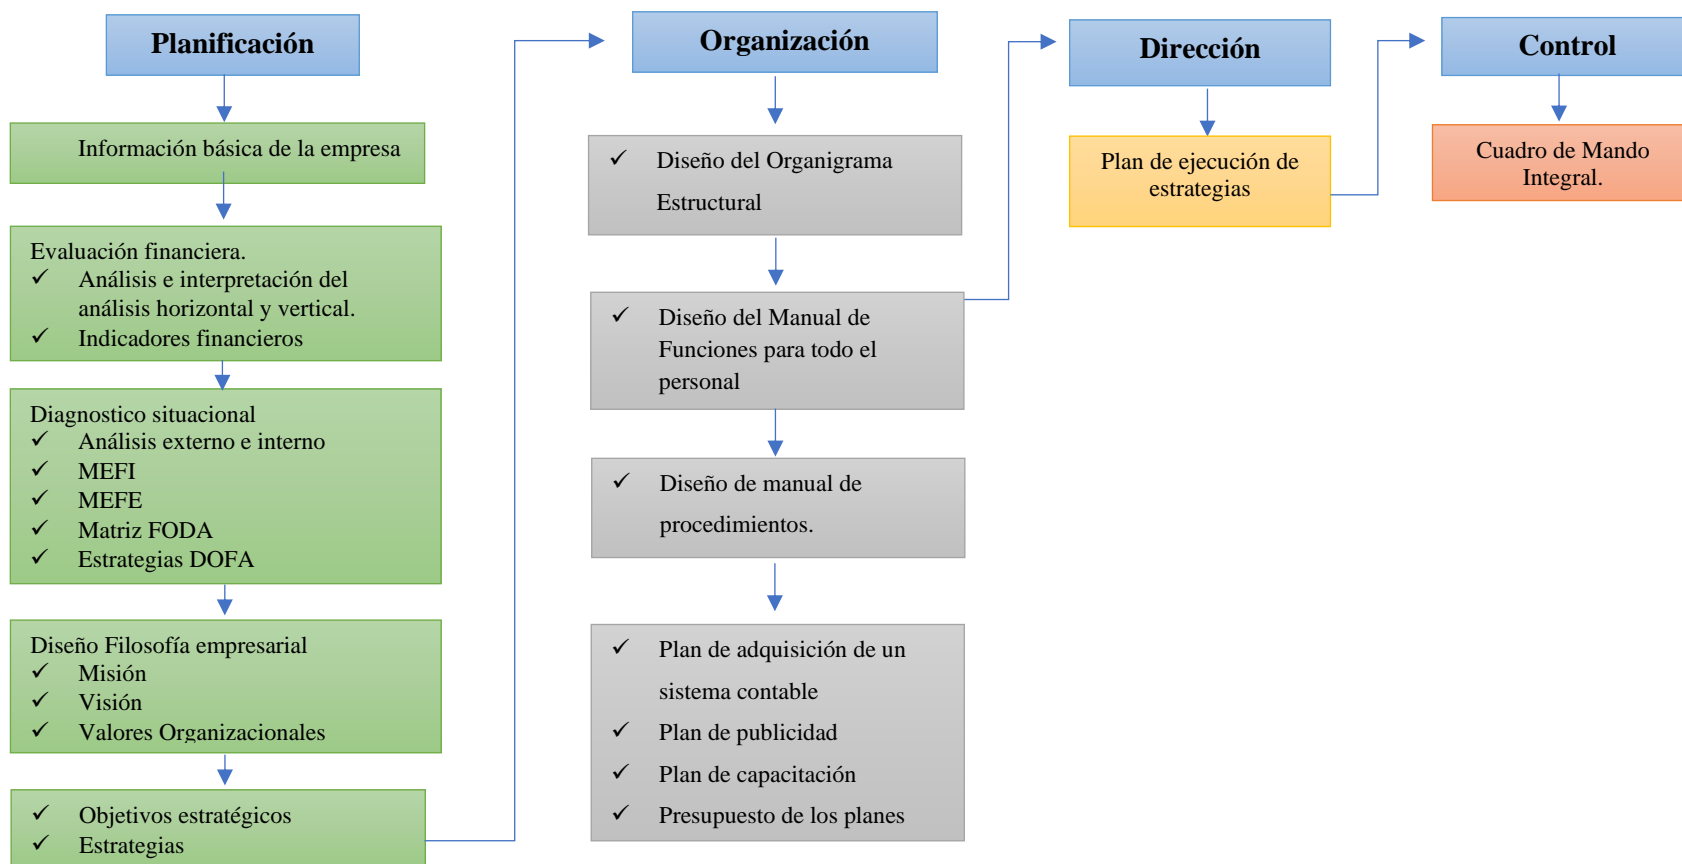 Planificación
Información básica de la empresa
Evaluación financiera.
✓ Análisis e interpretación del
análisis horizontal y vertical.
✓ Indicadores financieros
Diagnostico situacional
✓ Análisis externo e interno
✓ MEFI
✓ MEFE
✓ Matriz FODA
✓ Estrategias DOFA
Diseño Filosofía empresarial
✓ Misión
✓ Visión
✓ Valores Organizacionales
✓ Objetivos estratégicos
✓ Estrategias
Organización
✓ Diseño del Organigrama
Estructural
✓ Diseño del Manual de
Funciones para todo el
personal
✓ Diseño de manual de
procedimientos.
✓ Plan de adquisición de un
sistema contable
✓ Plan de publicidad
✓ Plan de capacitación
✓ Presupuesto de los planes
Dirección
Plan de ejecución de
estrategias
Control
Cuadro de Mando
Integral.